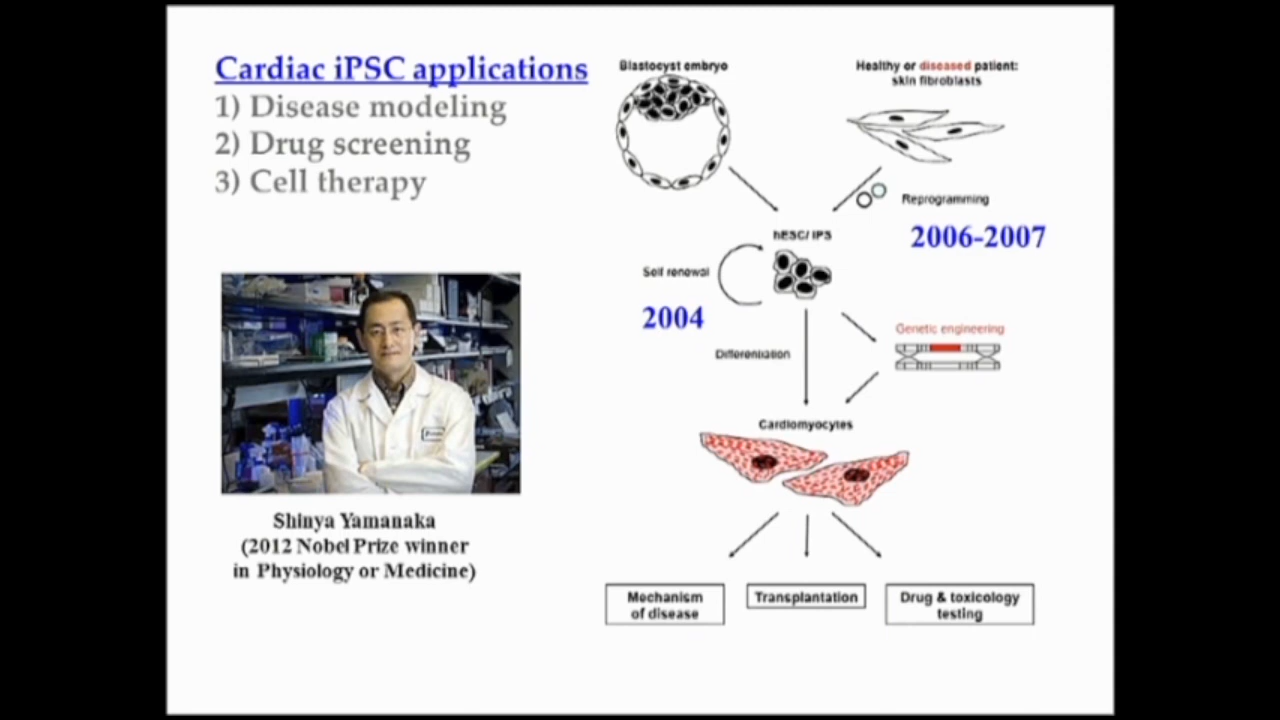 Cardiac iPSC applications
1) Disease modeling
2) Drug screening
3) Cell therapy
Shinya Yamanaka
(2012 Nobel Prize winner
in Physiology or Medicine)
Blastocyst embryo
Healthy or diseased patient:
skin fibroblasts
Reprogramming
2006-2007
hESC/ iPS
Self renewal
2004
Genetic engineering
Differentiation
Cardiomyocytes
Mechanism
of disease
Transplantation
Drug & toxicology
testing